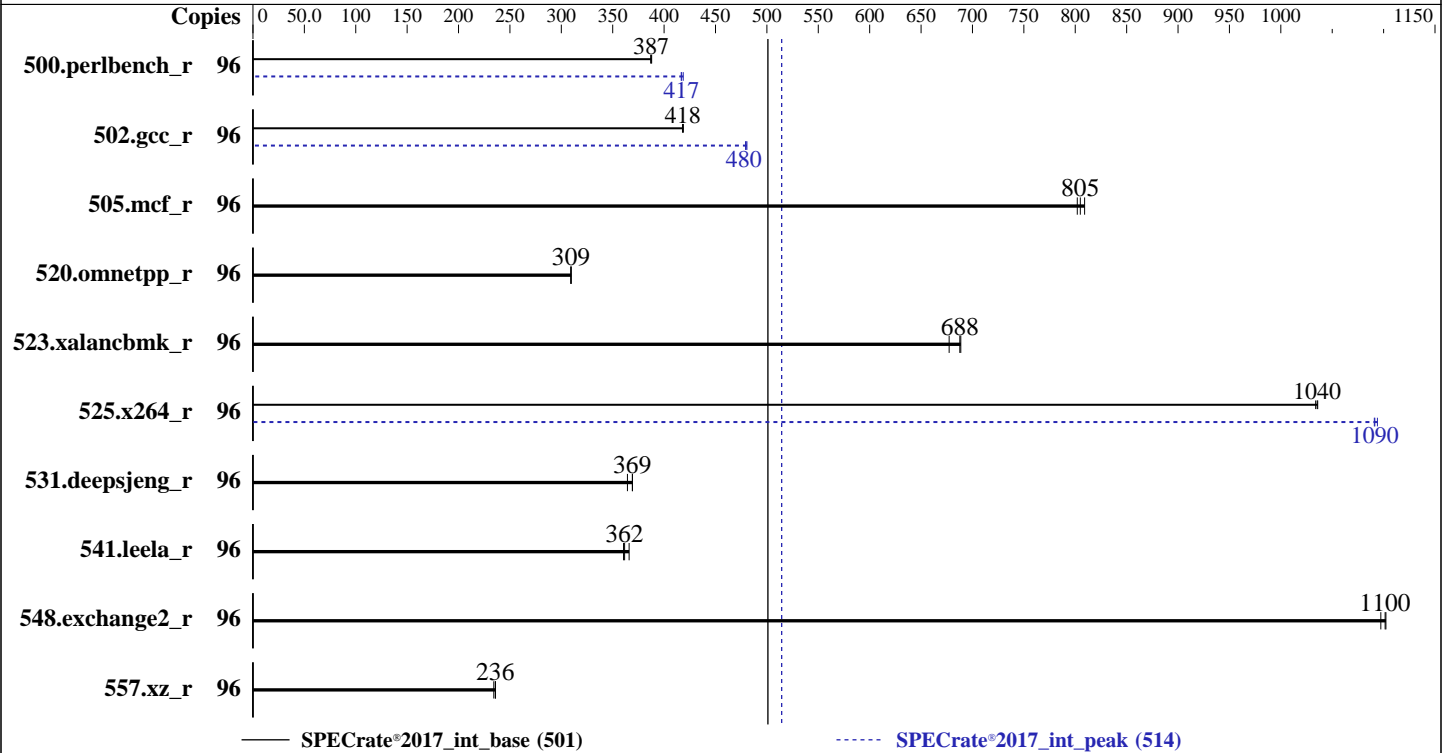 Copies 0 50.0 100 150 200 250 300 350 400 450 500 550 600 650 700 750 800 850 900 950 1000 1150
500.perlbench_r 96 387
417
502.gcc_r 96 418
480
505.mcf_r 96 805
520.omnetpp_r 96 309
523.xalancbmk_r 96 688
525.x264_r 96 1040
1090
531.deepsjeng_r 96 369
541.leela_r 96 362
548.exchange2_r 96 1100
557.xz_r 96 236
SPECrate®2017_int_base (501) SPECrate®2017_int_peak (514)